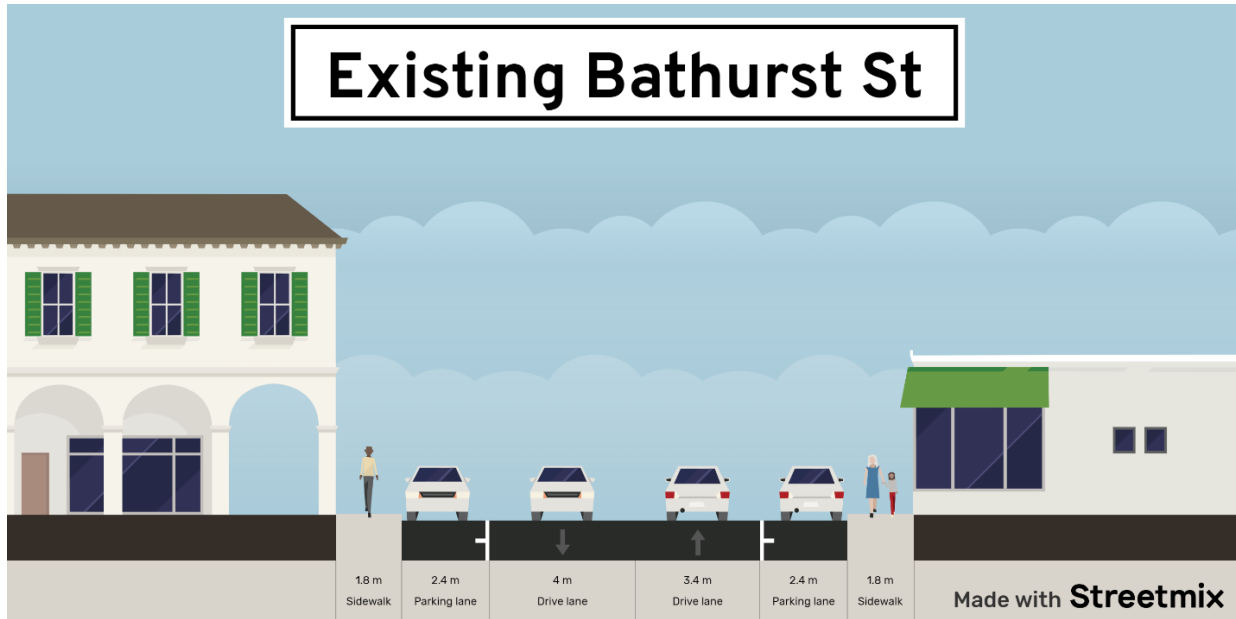 Existing Bathurst St
1.8 m
Sidewalk
2.4 m
Parking lane
4 m
Drive lane
3.4 m
Drive lane
2.4 m
Parking lane
1.8 m
Sidewalk
Made with Streetmix